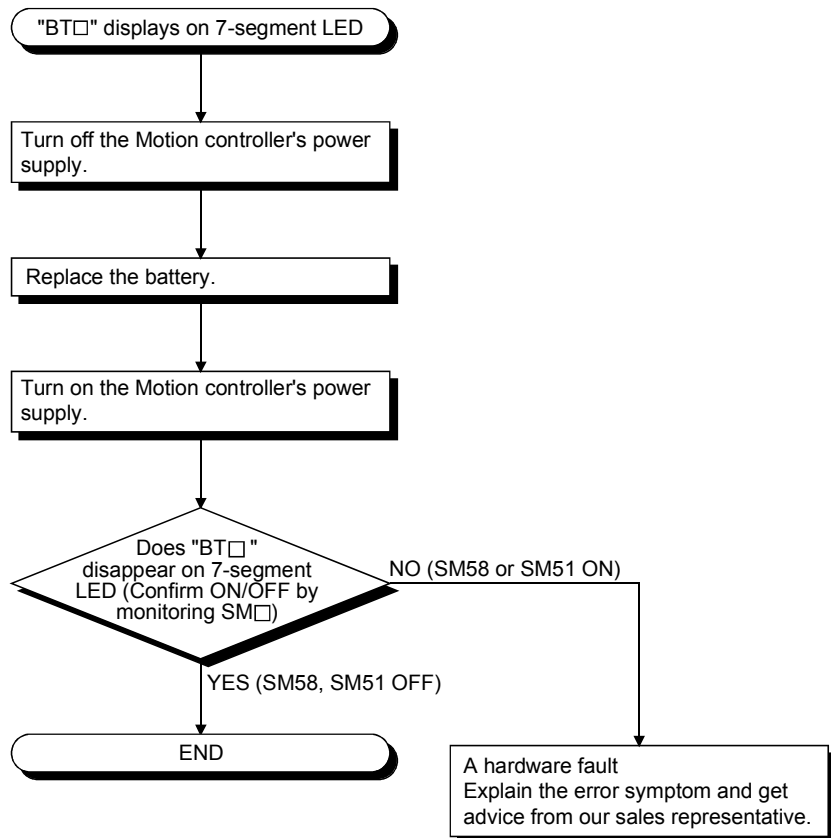 "BT□" displays on 7-segment LED
Turn off the Motion controller's power
supply.
Replace the battery.
Turn on the Motion controller's power
supply.
Does "BT□ "
disappear on 7-segment
LED (Confirm ON/OFF by
monitoring SM□)
NO (SM58 or SM51 ON)
YES (SM58, SM51 OFF)
END
A hardware fault
Explain the error symptom and get
advice from our sales representative.